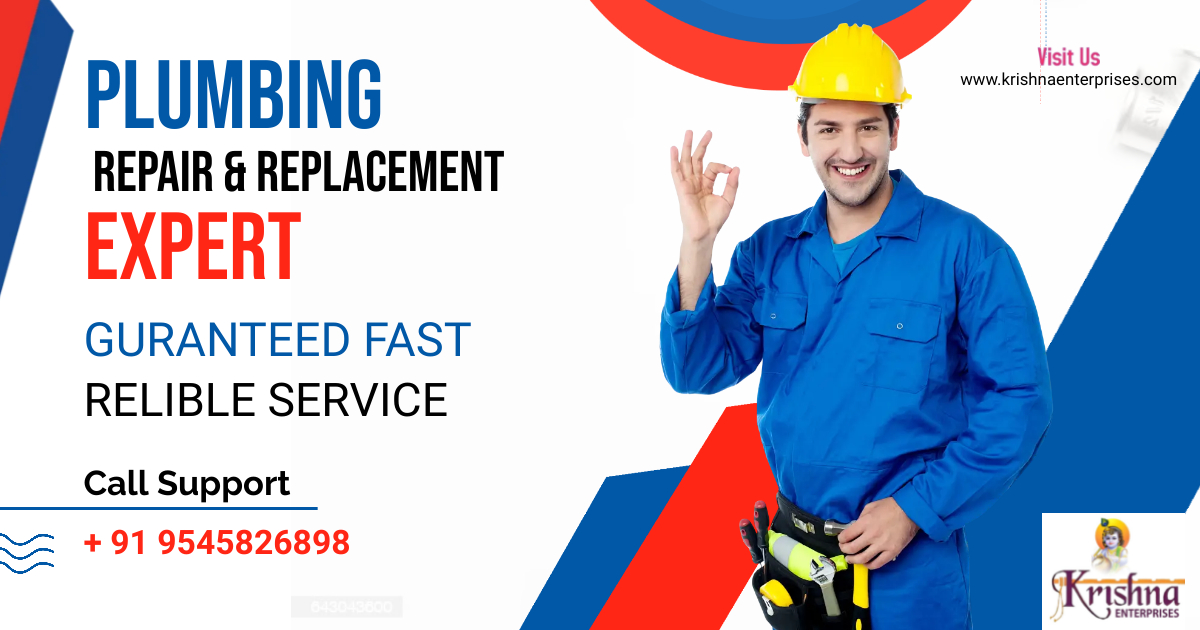 PLUMBING
REPAIR & REPLACEMENT
EXPERT
GURANTEED FAST
RELIBLE SERVICE
Call Support
+ 91 9545826898
Visit Us
www.krishnaenterprises.com
643043600
Krishna
ENTERPRISES